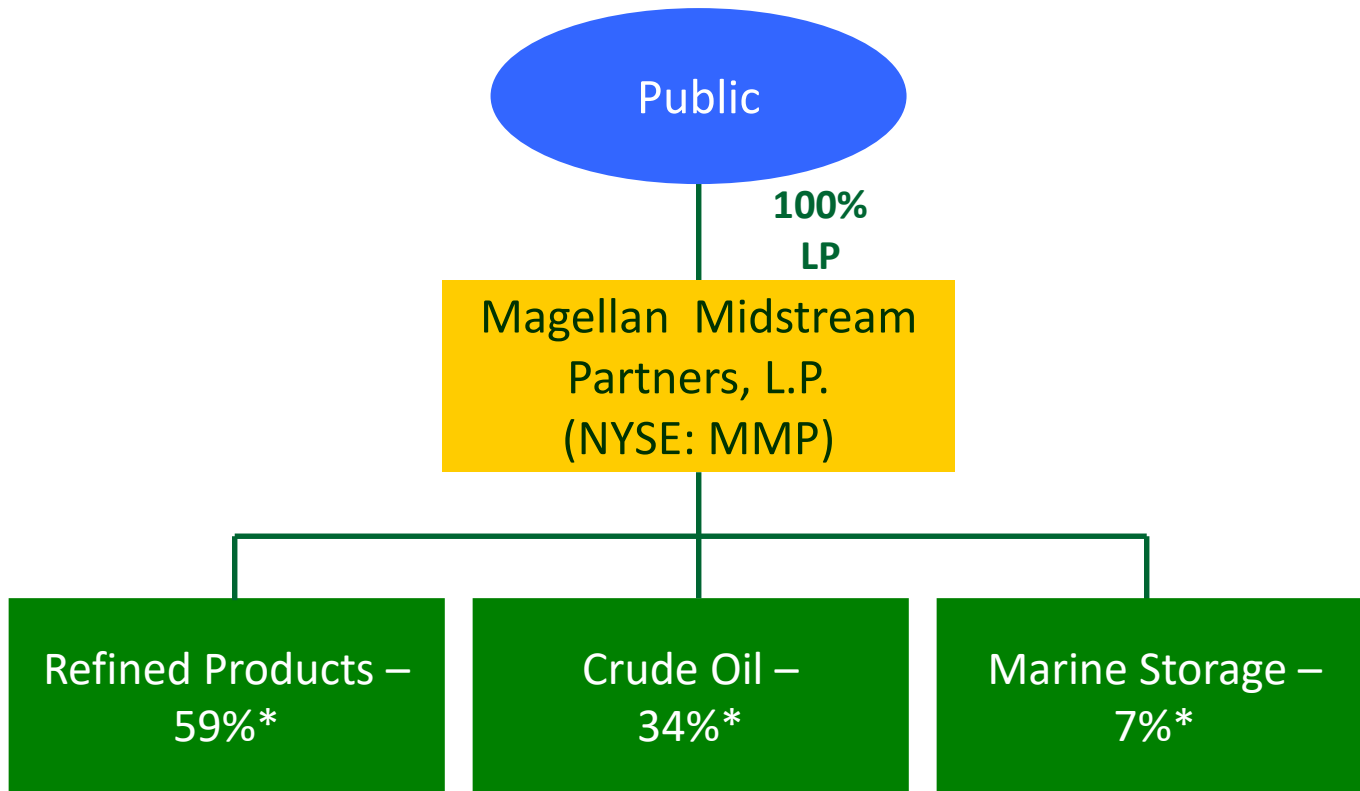 Public
100%
LP
Magellan  Midstream
Partners, L.P.
(NYSE: MMP)
Refined Products –
59%*
Crude Oil –
34%*
Marine Storage –
7%*